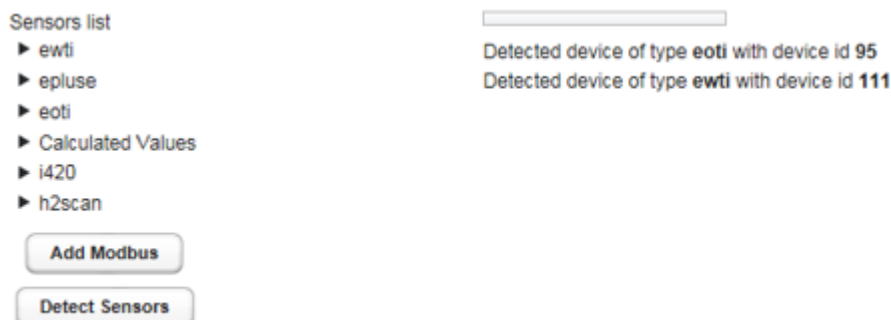 Sensors list
ewti
epluse
eoti
Calculated Values
i420
h2scan
Add Modbus
Detect Sensors
Detected device of type eoti with device id 95
Detected device of type ewti with device id 111